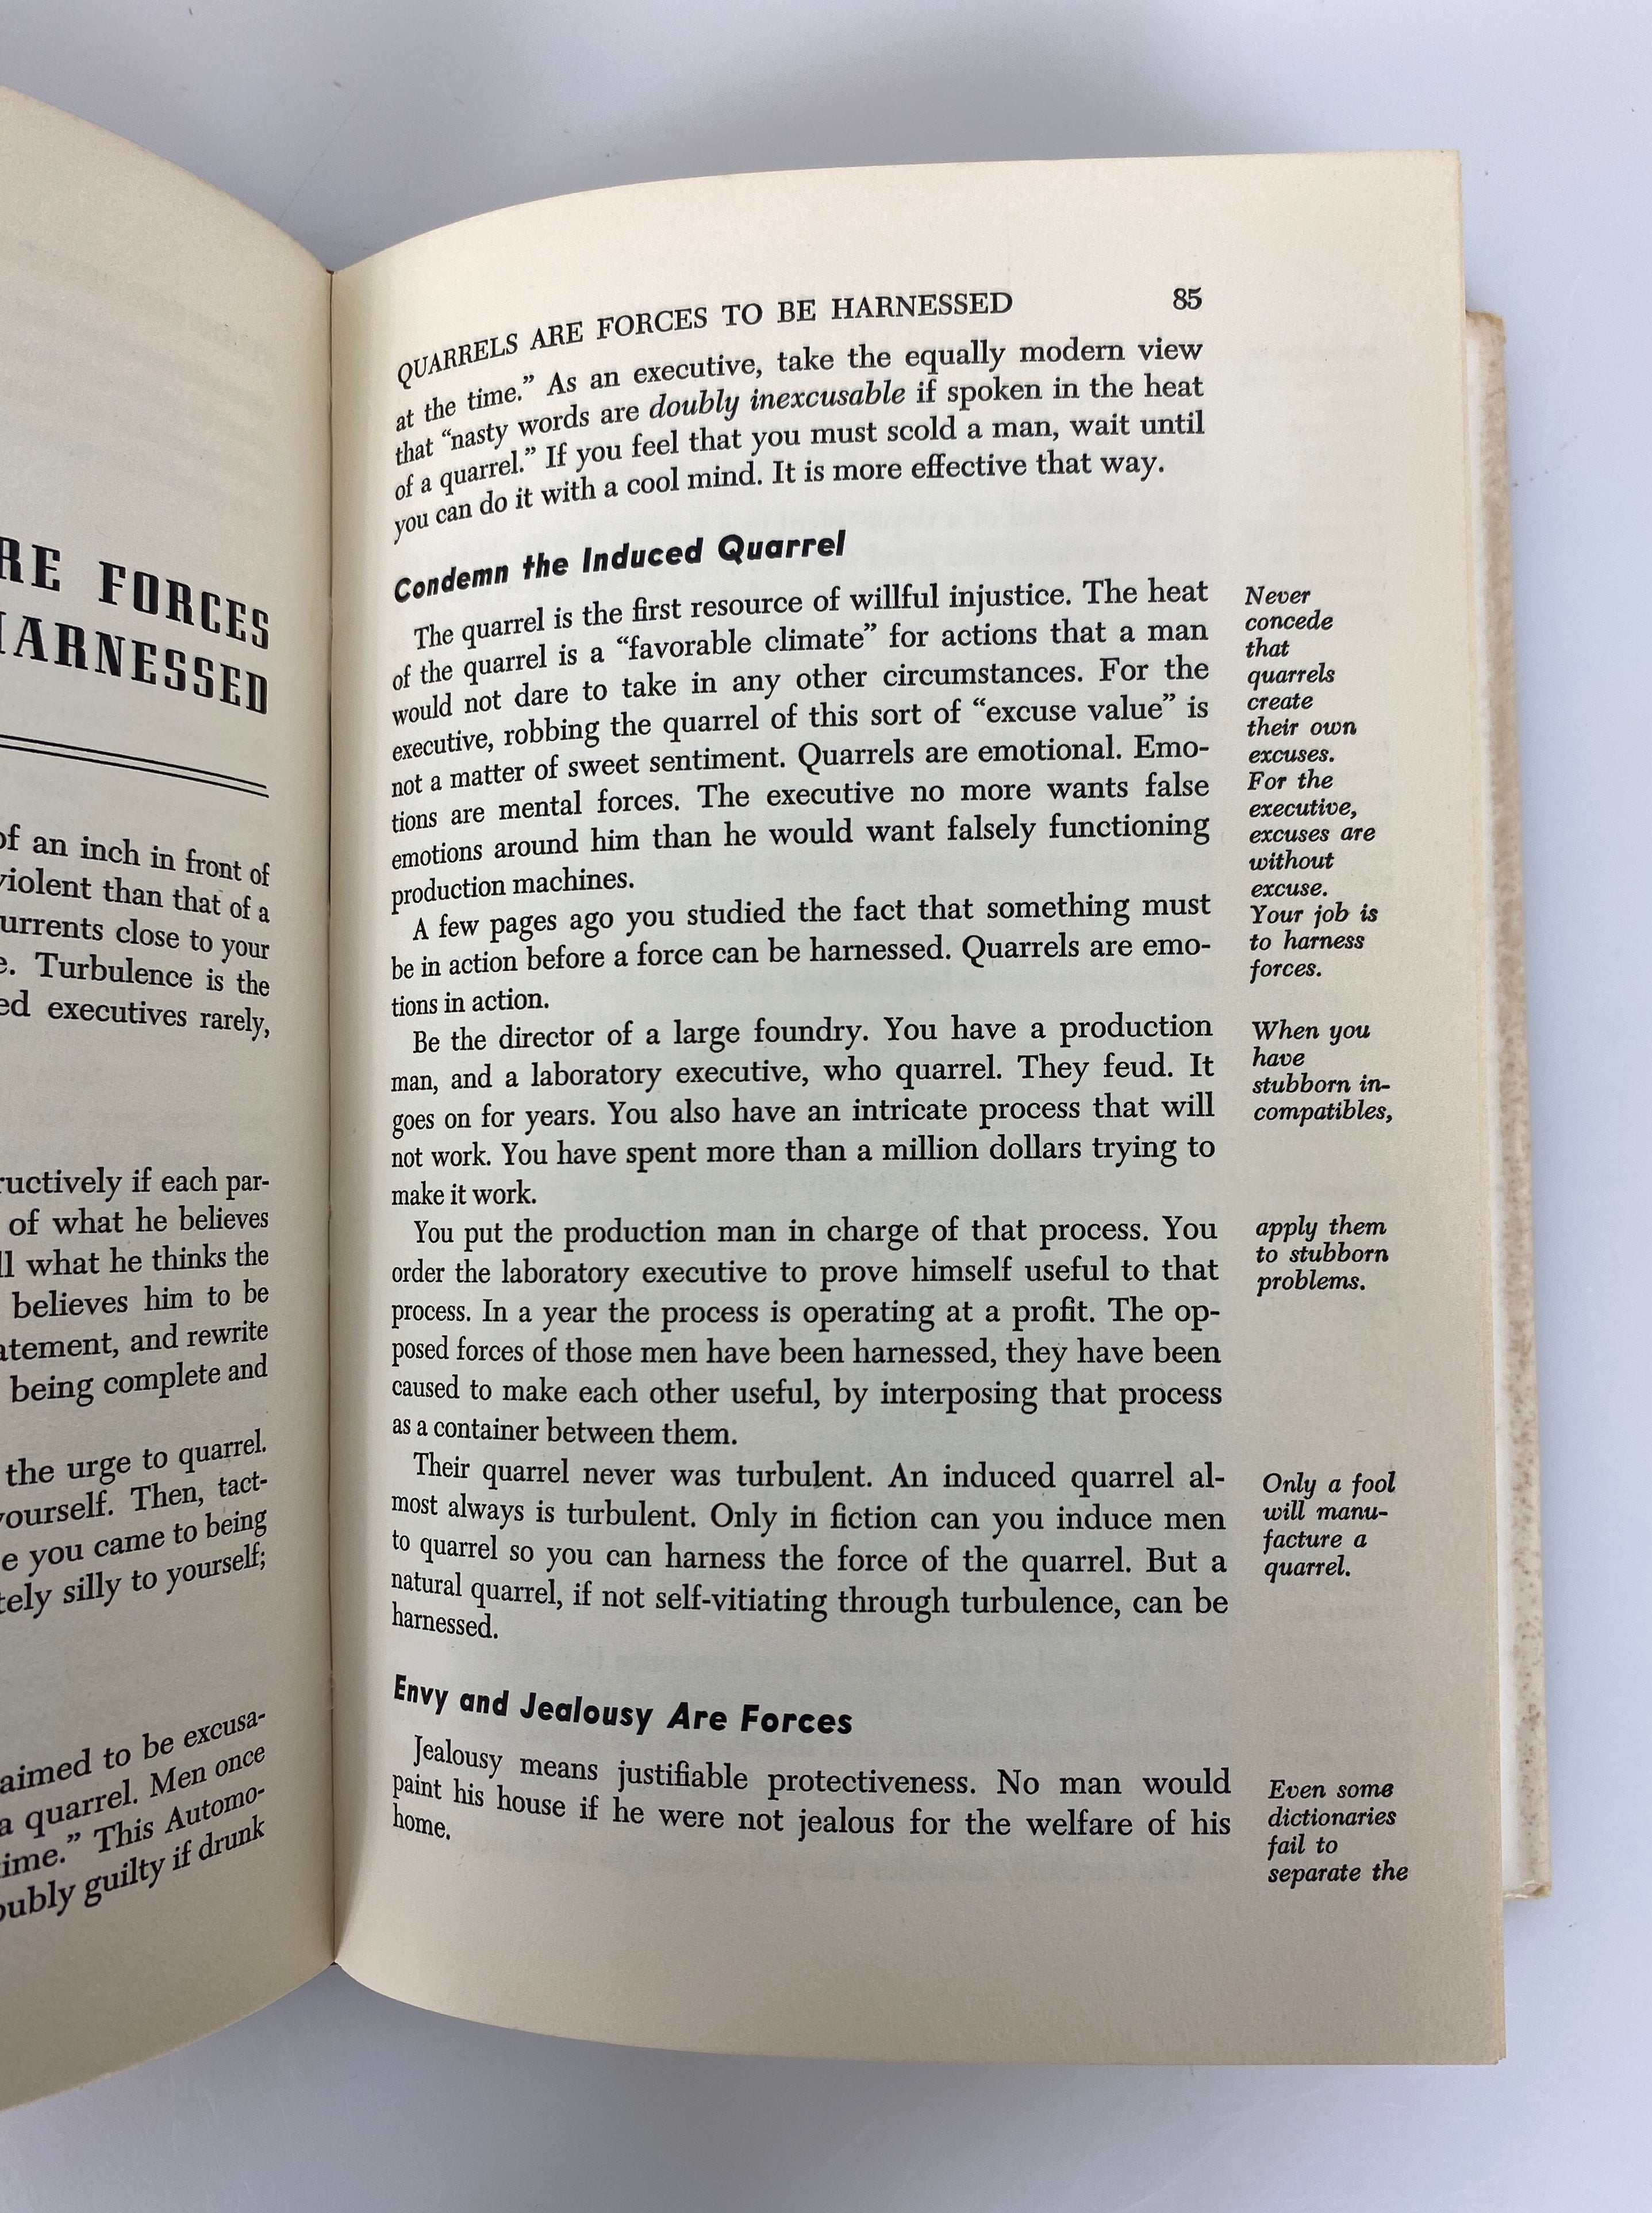 RE FORCES
HARNESSED
of an inch in front of
violent than that of a
currents close to your
Turbulence is the
executives rarely,
if each par-
of what he believes
what he thinks the
believes him to be
and rewrite
being complete and
the urge to quarrel.
yourself. Then, tact-
you came to being
silly to yourself;
aimed to be excusa-
a quarrel. Men once
time.” This Automo-
doubly guilty if drunk
QUARRELS ARE FORCES TO BE HARNESSED 85
at the time.” As an executive, take the equally modern view
that “nasty words are doubly inexcusable if spoken in the heat
of a quarrel.” If you feel that you must scold a man, wait until
you can do it with a cool mind. It is more effective that way.
Condemn the Induced Quarrel
The quarrel is the first resource of willful injustice. The heat
of the quarrel is a “favorable climate” for actions that a man
would not dare to take in any other circumstances. For the
executive, robbing the quarrel of this sort of “excuse value” is
not a matter of sweet sentiment. Quarrels are emotional. Emo-
tions are mental forces. The executive no more wants false
emotions around him than he would want falsely functioning
production machines.
Never
concede
that
quarrels
create
their own
excuses.
For the
executive,
excuses are
without
excuse.
Your job is
to harness
forces.
A few pages ago you studied the fact that something must
be in action before a force can be harnessed. Quarrels are emo-
tions in action.
Be the director of a large foundry. You have a production
man, and a laboratory executive, who quarrel. They feud. It
goes on for years. You also have an intricate process that will
not work. You have spent more than a million dollars trying to
make it work.
When you
have
stubborn in-
compatibles,
You put the production man in charge of that process. You
order the laboratory executive to prove himself useful to that
process. In a year the process is operating at a profit. The op-
posed forces of those men have been harnessed, they have been
caused to make each other useful, by interposing that process
as a container between them.
apply them
to stubborn
problems.
Their quarrel never was turbulent. An induced quarrel al-
most always is turbulent. Only in fiction can you induce men
to quarrel so you can harness the force of the quarrel. But a
natural quarrel, if not self-vitiating through turbulence, can be
harnessed.
Only a fool
will manu-
facture a
quarrel.
Envy and Jealousy Are Forces
Jealousy means justifiable protectiveness. No man would
paint his house if he were not jealous for the welfare of his
home.
Even some
dictionaries
fail to
separate the